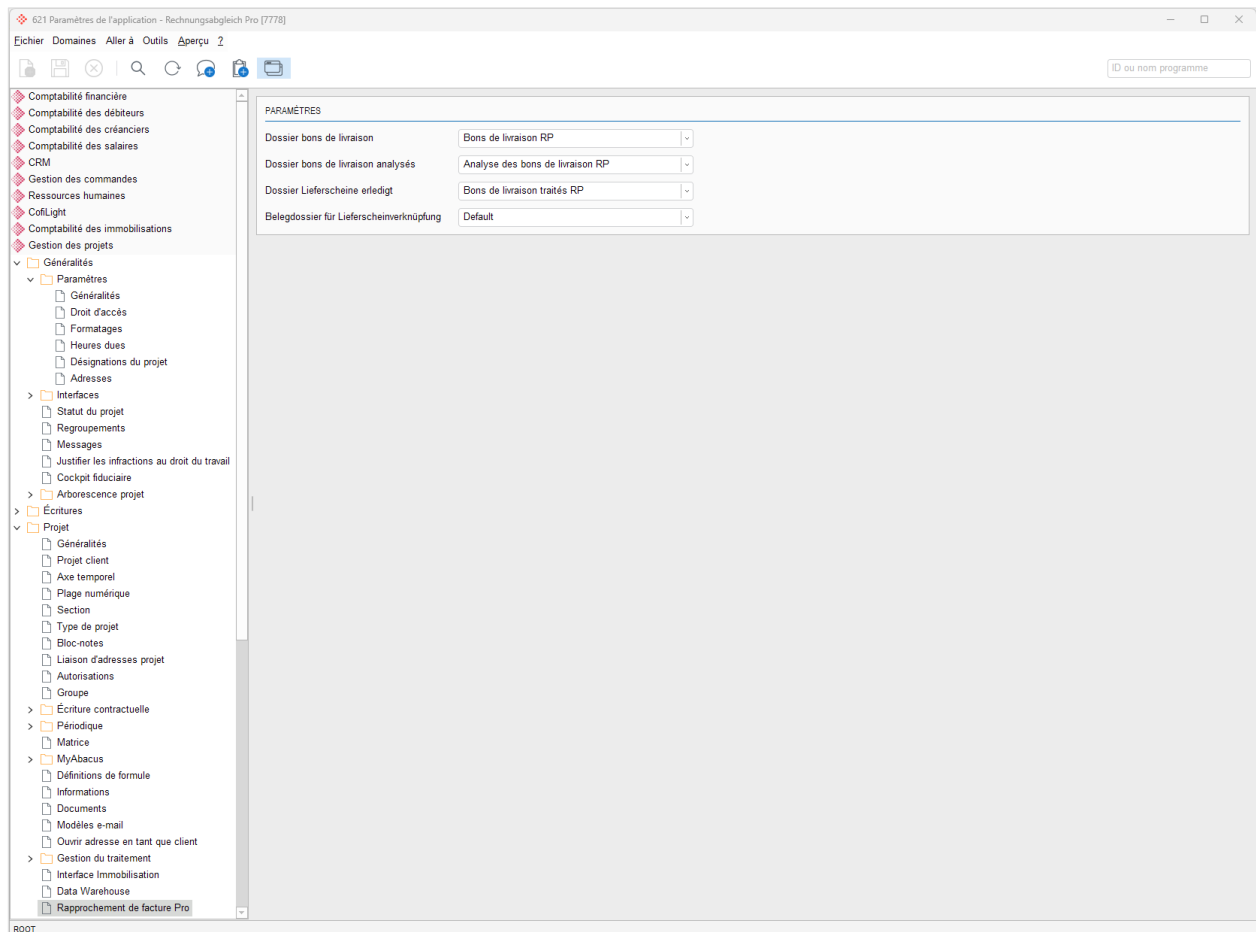 621 Paramètres de l'application - Rechnungsabgleich Pro [7778]
Fichier Domaines Aller à Outils Aperçu ?
ID ou nom programme
Comptabilité financière
Comptabilité des débiteurs
Comptabilité des créanciers
Comptabilité des salaires
CRM
Gestion des commandes
Ressources humaines
CofiLight
Comptabilité des immobilisations
Gestion des projets
Généralités
Paramètres
Généralités
Droit d'accès
Formatages
Heures dues
Désignations du projet
Adresses
Interfaces
Statut du projet
Regroupements
Messages
Justifier les infractions au droit du travail
Cockpit fiduciaire
Arborescence projet
Écritures
Projet
Généralités
Projet client
Axe temporel
Plage numérique
Section
Type de projet
Bloc-notes
Liaison d'adresses projet
Autorisations
Groupe
Écriture contractuelle
Périodique
Matrice
MyAbacus
Définitions de formule
Informations
Documents
Modèles e-mail
Ouvrir adresse en tant que client
Gestion du traitement
Interface Immobilisation
Data Warehouse
Rapprochement de facture Pro
PARAMÈTRES
Dossier bons de livraison Bons de livraison RP
Dossier bons de livraison analysés Analyse des bons de livraison RP
Dossier Lieferscheine erledigt Bons de livraison traités RP
Belegdossier für Lieferscheinverknüpfung Default
ROOT